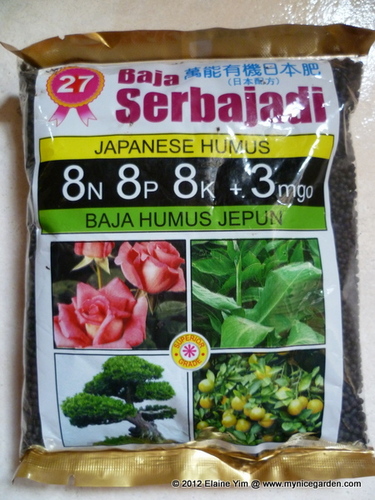 27
Baja
萬能有機日本肥
(日本配方)
Serbajadi
JAPANESE HUMUS
8N 8P 8K + 3mgo
BAJA HUMUS JEPUN
SUPERIOR
GRADE
© 2012 Elaine Yim @ www.mynicegarden.com